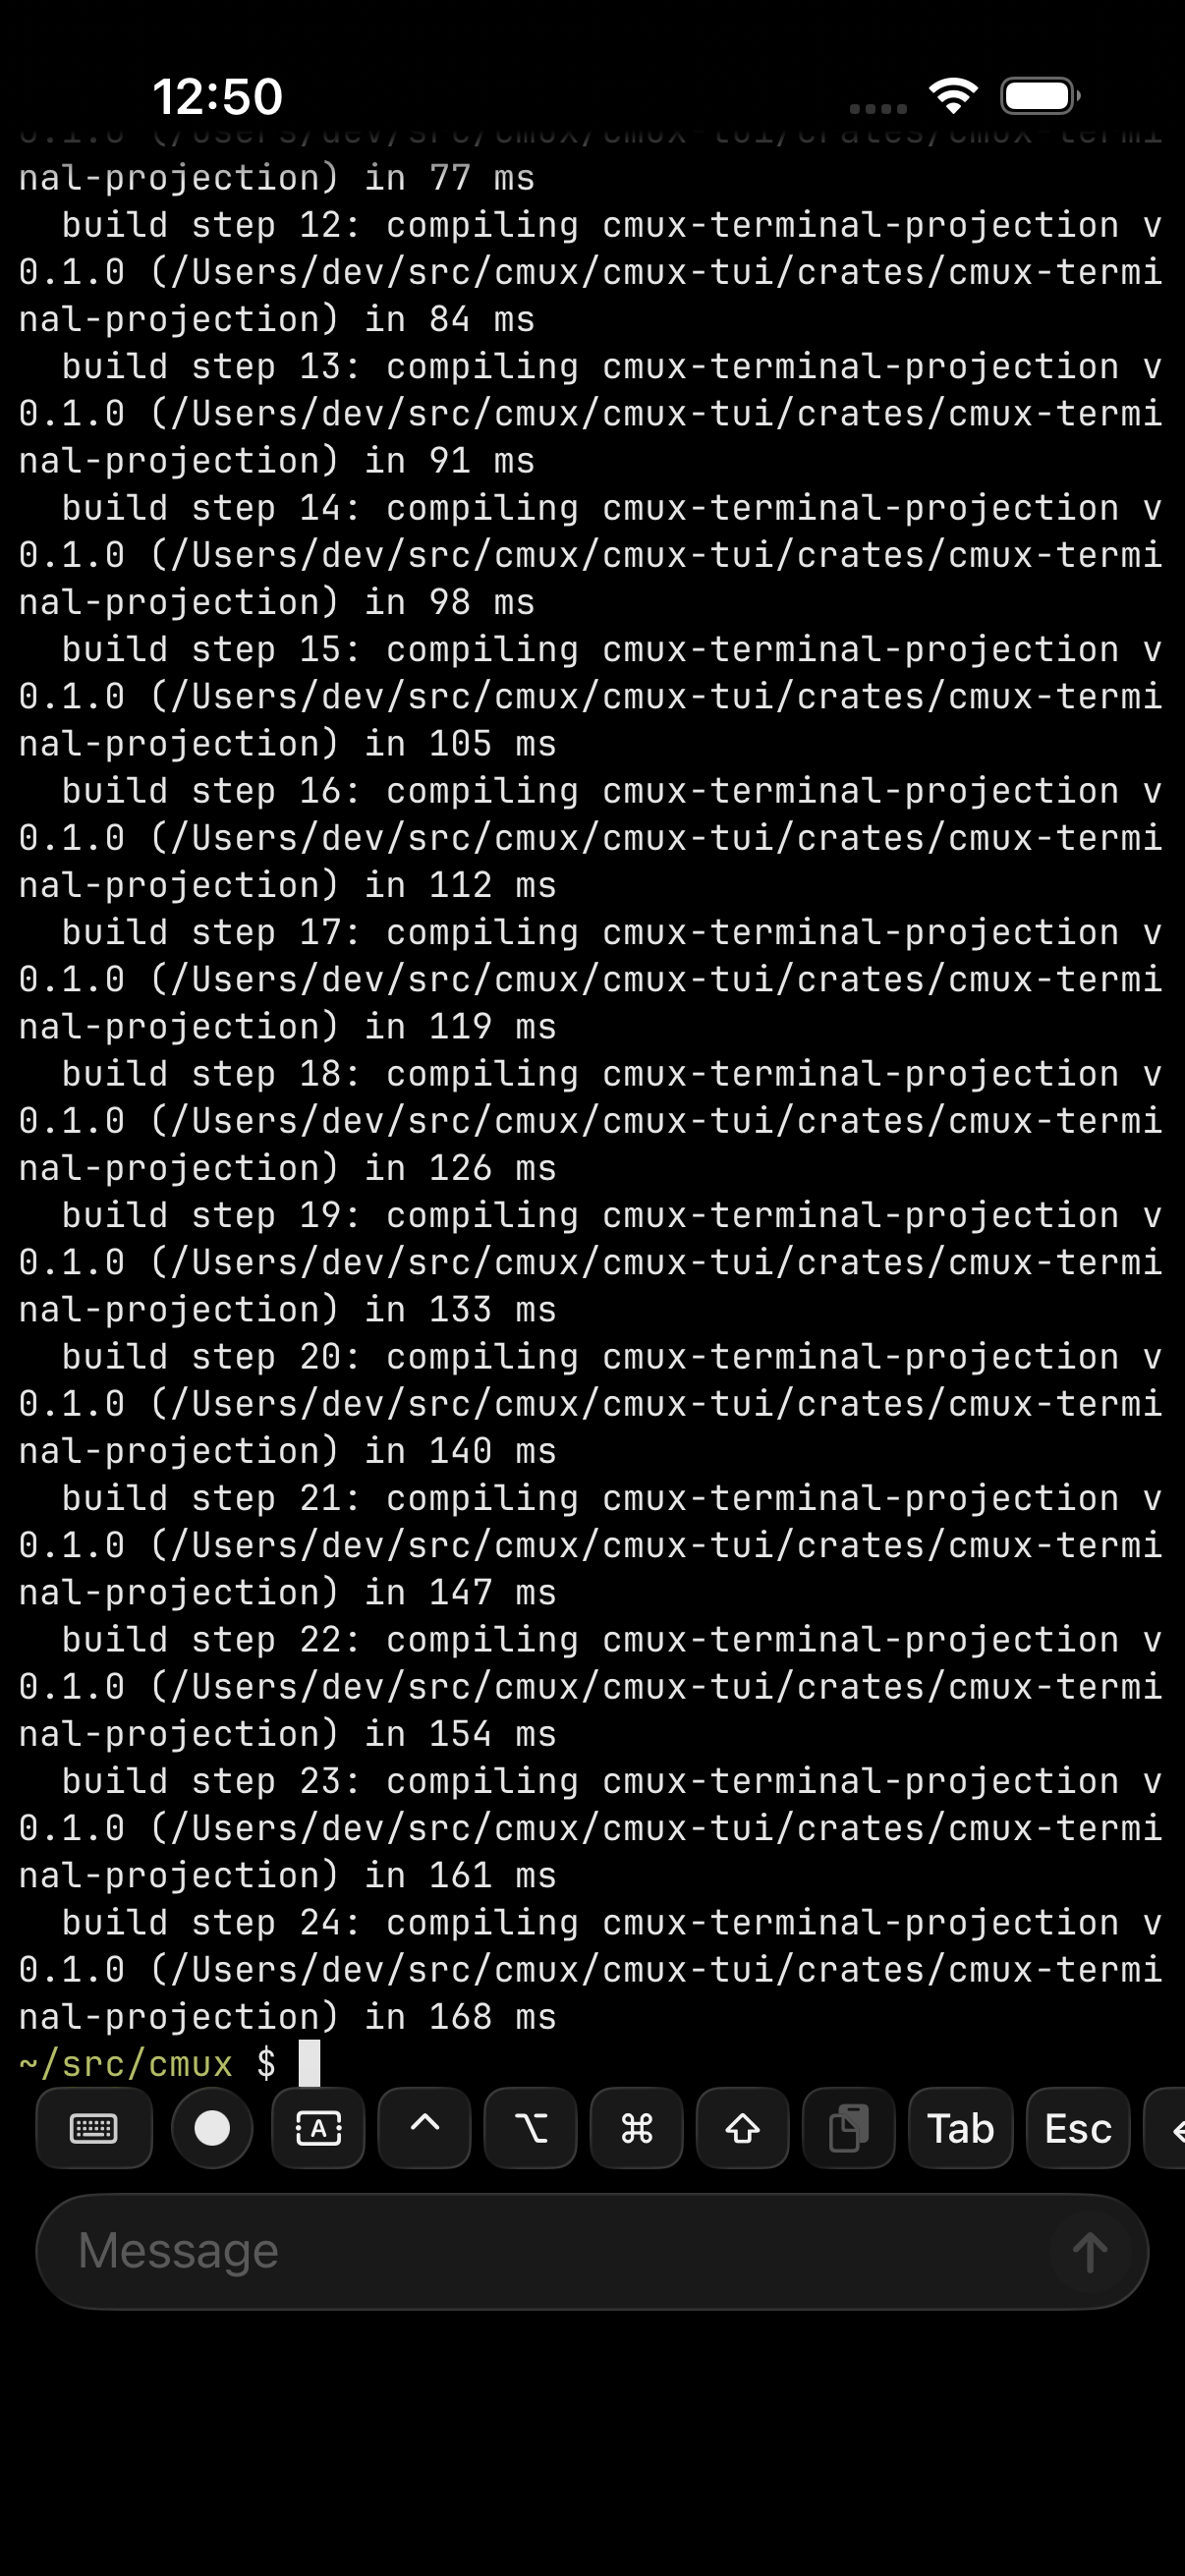 12:50
0.1.0 (/Users/dev/src/cmux/cmux-tui/crates/cmux-termi
nal-projection) in 77 ms
  build step 12: compiling cmux-terminal-projection v
0.1.0 (/Users/dev/src/cmux/cmux-tui/crates/cmux-termi
nal-projection) in 84 ms
  build step 13: compiling cmux-terminal-projection v
0.1.0 (/Users/dev/src/cmux/cmux-tui/crates/cmux-termi
nal-projection) in 91 ms
  build step 14: compiling cmux-terminal-projection v
0.1.0 (/Users/dev/src/cmux/cmux-tui/crates/cmux-termi
nal-projection) in 98 ms
  build step 15: compiling cmux-terminal-projection v
0.1.0 (/Users/dev/src/cmux/cmux-tui/crates/cmux-termi
nal-projection) in 105 ms
  build step 16: compiling cmux-terminal-projection v
0.1.0 (/Users/dev/src/cmux/cmux-tui/crates/cmux-termi
nal-projection) in 112 ms
  build step 17: compiling cmux-terminal-projection v
0.1.0 (/Users/dev/src/cmux/cmux-tui/crates/cmux-termi
nal-projection) in 119 ms
  build step 18: compiling cmux-terminal-projection v
0.1.0 (/Users/dev/src/cmux/cmux-tui/crates/cmux-termi
nal-projection) in 126 ms
  build step 19: compiling cmux-terminal-projection v
0.1.0 (/Users/dev/src/cmux/cmux-tui/crates/cmux-termi
nal-projection) in 133 ms
  build step 20: compiling cmux-terminal-projection v
0.1.0 (/Users/dev/src/cmux/cmux-tui/crates/cmux-termi
nal-projection) in 140 ms
  build step 21: compiling cmux-terminal-projection v
0.1.0 (/Users/dev/src/cmux/cmux-tui/crates/cmux-termi
nal-projection) in 147 ms
  build step 22: compiling cmux-terminal-projection v
0.1.0 (/Users/dev/src/cmux/cmux-tui/crates/cmux-termi
nal-projection) in 154 ms
  build step 23: compiling cmux-terminal-projection v
0.1.0 (/Users/dev/src/cmux/cmux-tui/crates/cmux-termi
nal-projection) in 161 ms
  build step 24: compiling cmux-terminal-projection v
0.1.0 (/Users/dev/src/cmux/cmux-tui/crates/cmux-termi
nal-projection) in 168 ms
~/src/cmux $
A ^ ⌥ ⌘ ⇧ Tab Esc
Message